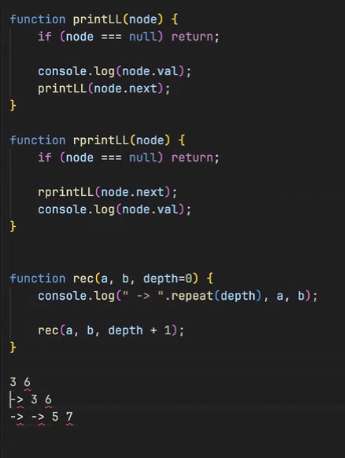 function printLL(node) {
    if (node === null) return;
    console.log(node.val);
    printLL(node.next);
}
function rprintLL(node) {
    if (node === null) return;
    rprintLL(node.next);
    console.log(node.val);
}
function rec(a, b, depth=0) {
    console.log(" -> ".repeat(depth), a, b);
    rec(a, b, depth + 1);
}
3 6
-> 3 6
-> -> 5 7